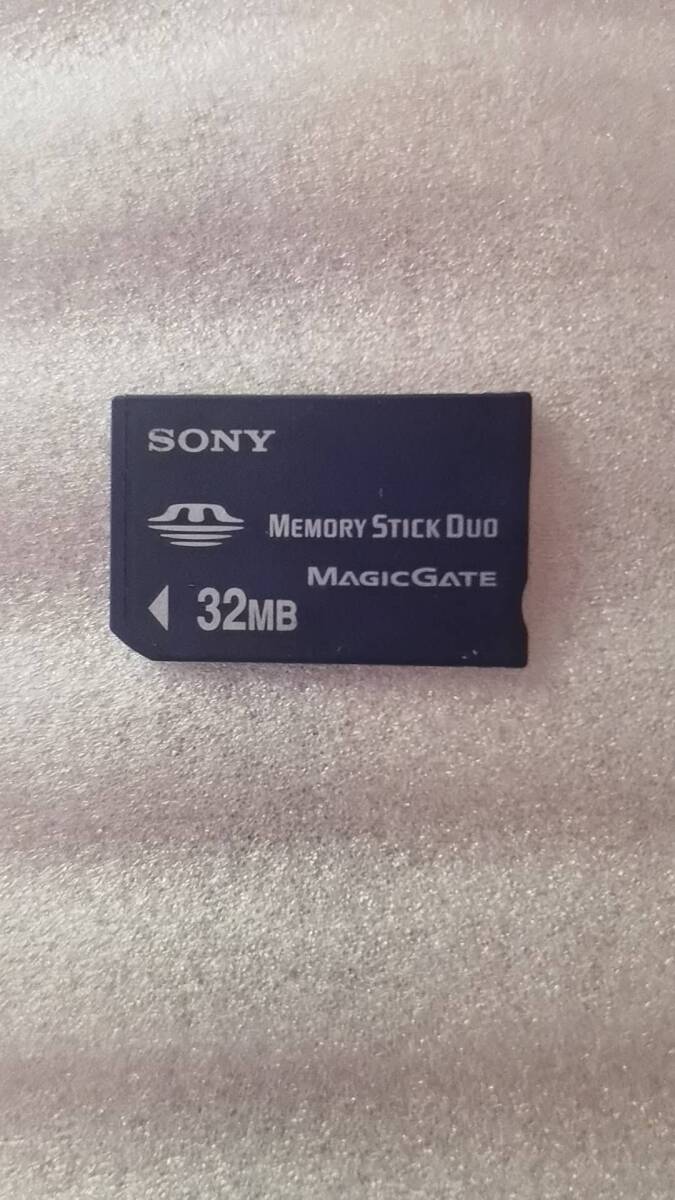 SONY
MEMORY STICK DUO
MAGICGATE
32MB